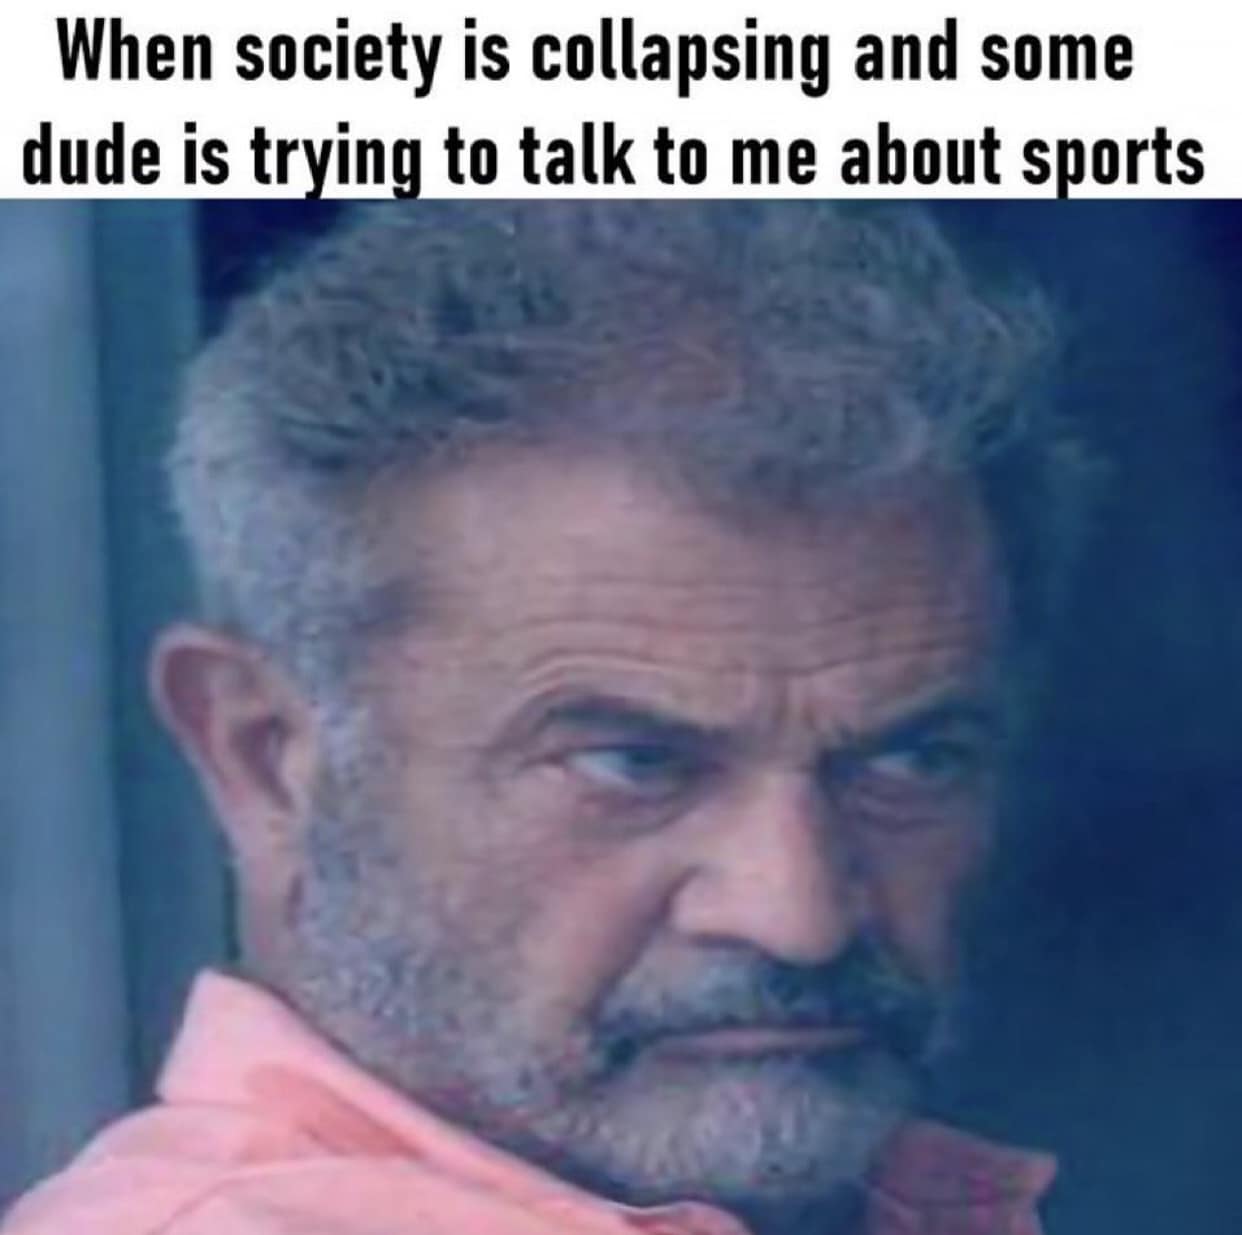 When society is collapsing and some
dude is trying to talk to me about sports